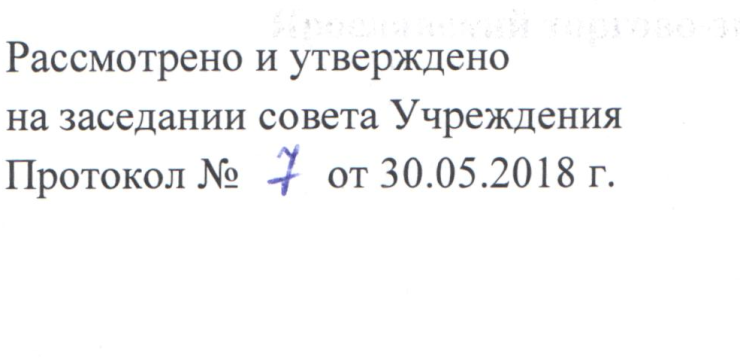 Рассмотрено и утверждено
на заседании совета Учреждения
Протокол № 7 от 30.05.2018 г.